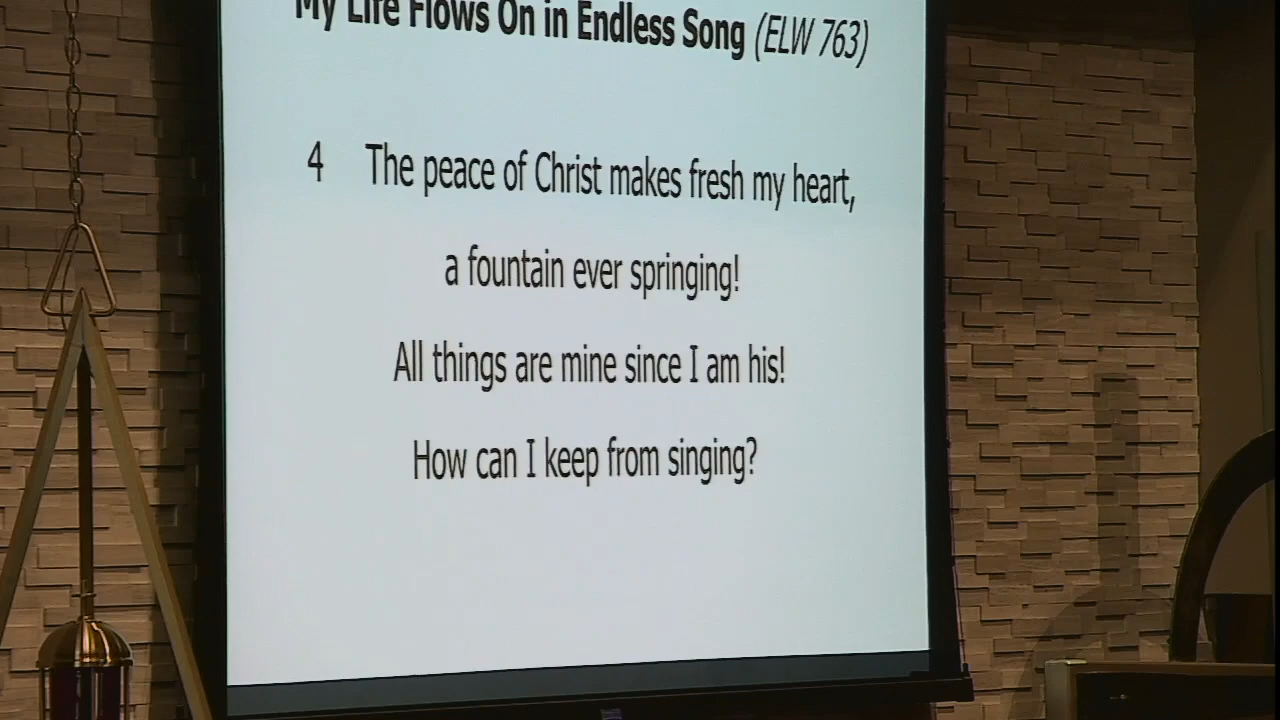 My Life Flows On in Endless Song (ELW 763)
4 The peace of Christ makes fresh my heart,
a fountain ever springing!
All things are mine since I am his!
How can I keep from singing?